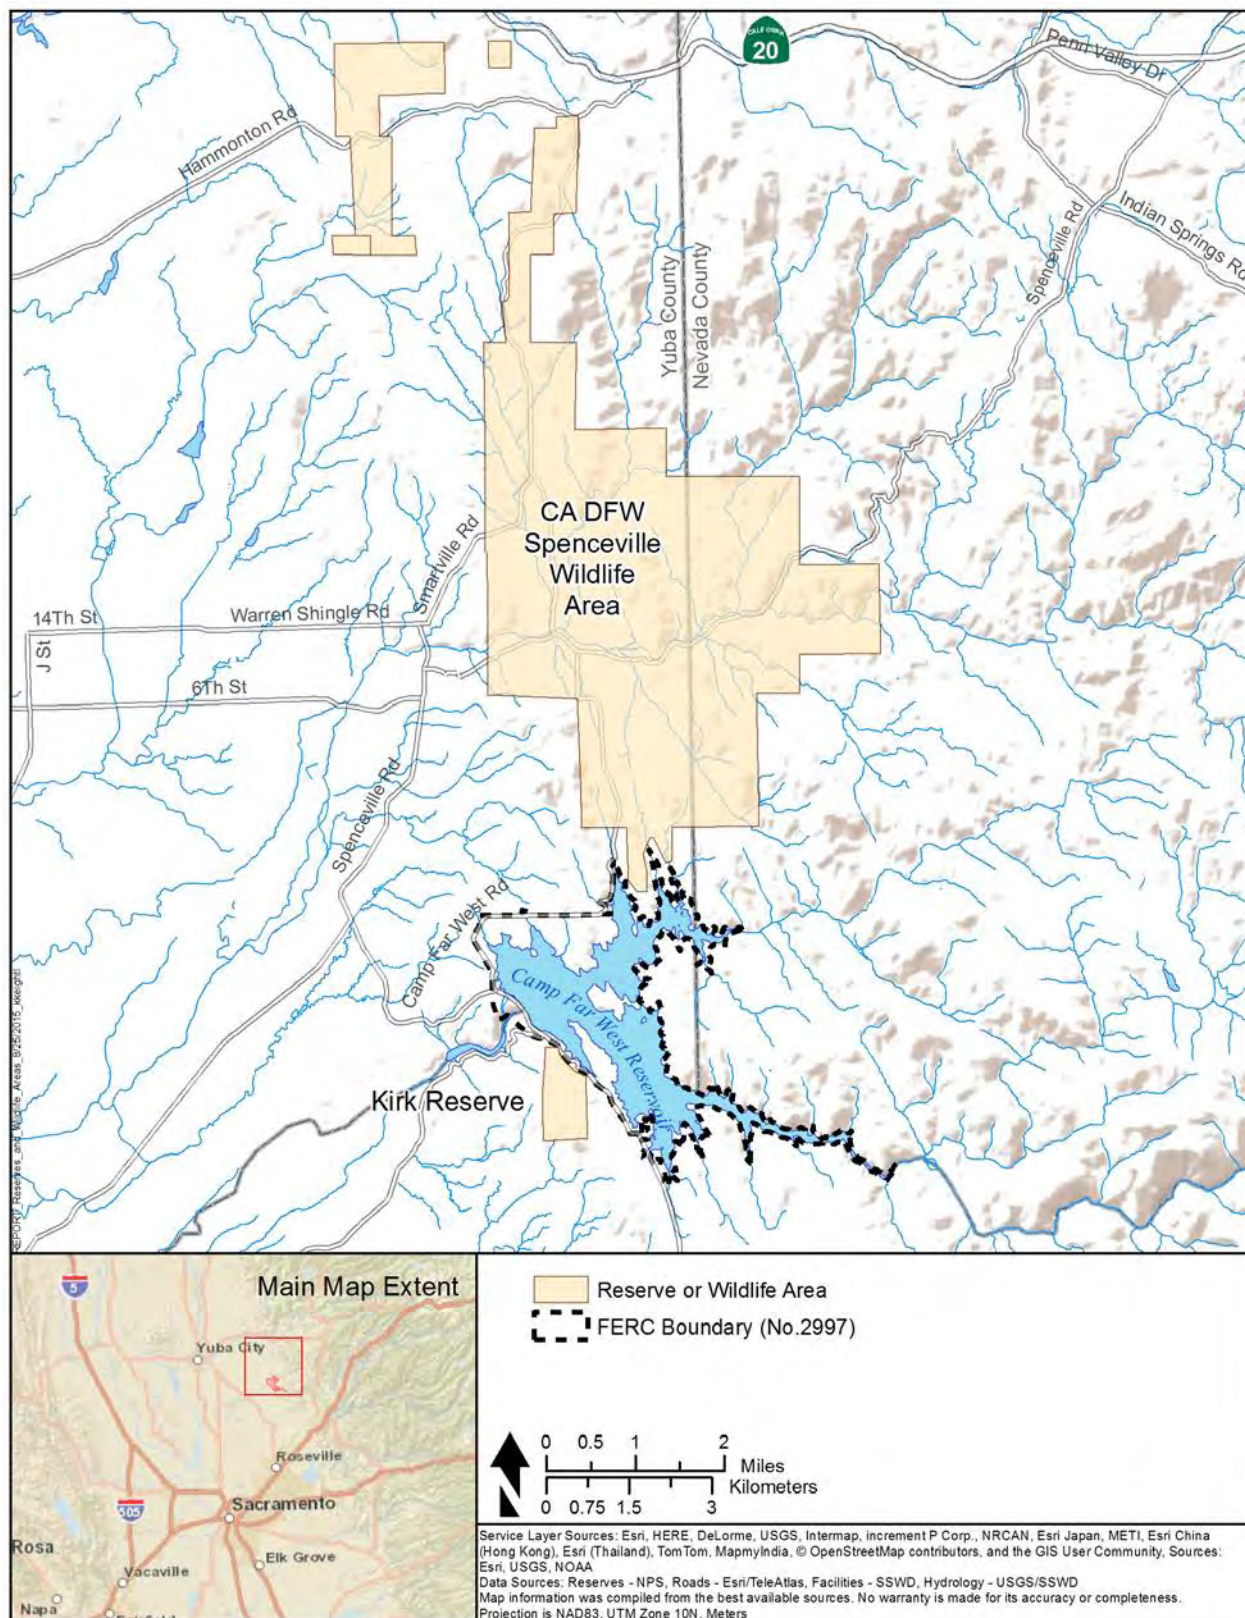 CALIFORNIA
20
Penn Valley Dr
Hammonton Rd
Indian Springs Rd
Spenceville Rd
Yuba County
Nevada County
CA DFW
Spenceville
Wildlife
Area
Smartville Rd
14Th St
Warren Shingle Rd
J St
6Th St
Spenceville Rd
Camp Far West Rd
Camp Far West Reservoir
Kirk Reserve
Main Map Extent
5
Yuba City
Roseville
505
Sacramento
Rosa
Elk Grove
Vacaville
Napa
Reserve or Wildlife Area
FERC Boundary (No.2997)
0 0.5 1 2
Miles
Kilometers
0 0.75 1.5 3
N
Service Layer Sources: Esri, HERE, DeLorme, USGS, Intermap, increment P Corp., NRCAN, Esri Japan, METI, Esri China
(Hong Kong), Esri (Thailand), TomTom, MapmyIndia, © OpenStreetMap contributors, and the GIS User Community, Sources:
Esri, USGS, NOAA
Data Sources: Reserves - NPS, Roads - Esri/TeleAtlas, Facilities - SSWD, Hydrology - USGS/SSWD
Map information was compiled from the best available sources. No warranty is made for its accuracy or completeness.
Projection is NAD83, UTM Zone 10N, Meters